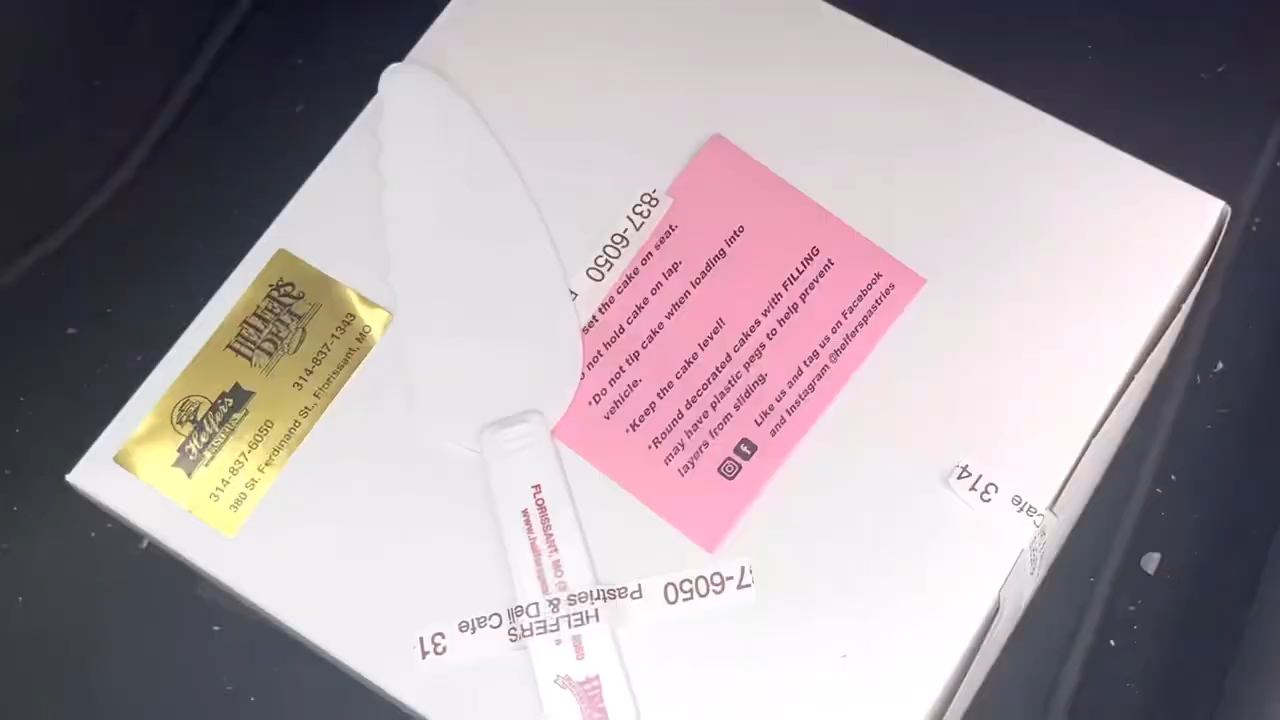 HELFER'S
DELI
Helfer's
PASTRIES
314-837-6050
314-837-1343
380 St. Ferdinand St., Florissant, MO
-837-6050
set the cake on seat.
not hold cake on lap.
*Do not tip cake when loading into
vehicle.
*Keep the cake level!
*Round decorated cakes with FILLING
may have plastic pegs to help prevent
layers from sliding.
Like us and tag us on Facebook
and Instagram @helferspastries
FLORISSANT, MO
HELFER'S
31 Pastries & Deli Cafe 7-6050
Cafe 314-